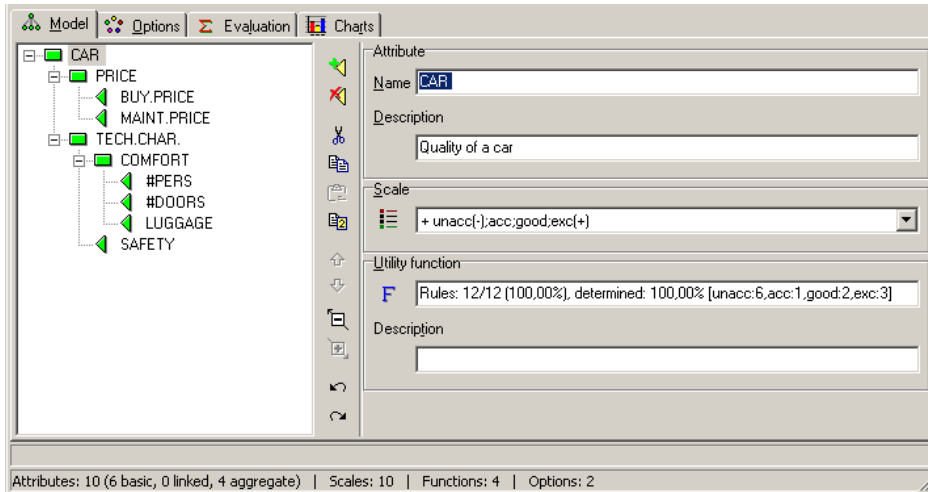 Model Options Σ Evaluation Charts
CAR
PRICE
BUY.PRICE
MAINT.PRICE
TECH.CHAR.
COMFORT
#PERS
#DOORS
LUGGAGE
SAFETY
Attribute
Name CAR
Description
Quality of a car
Scale
+ unacc(-);acc;good;exc(+)
Utility function
F Rules: 12/12 (100,00%), determined: 100,00% [unacc:6,acc:1,good:2,exc:3]
Description
Attributes: 10 (6 basic, 0 linked, 4 aggregate) | Scales: 10 | Functions: 4 | Options: 2